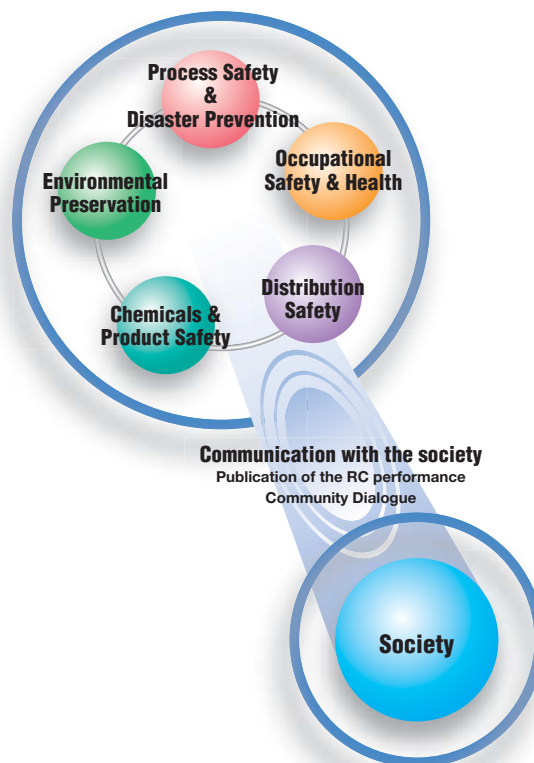 Process Safety
&
Disaster Prevention
Occupational
Safety & Health
Environmental
Preservation
Distribution
Safety
Chemicals &
Product Safety
Communication with the society
Publication of the RC performance
Community Dialogue
Society